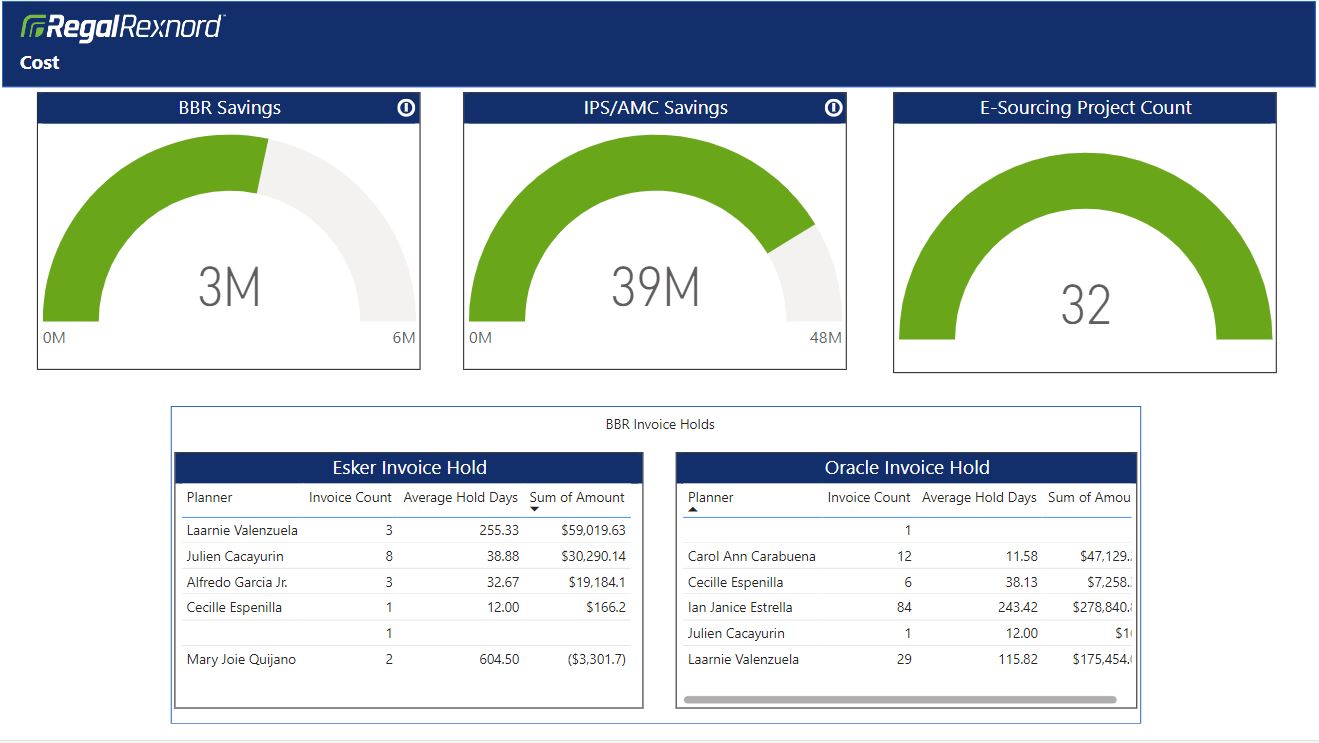 RegalRexnord
Cost
BBR Savings
3M
0M 6M
IPS/AMC Savings
39M
0M 48M
E-Sourcing Project Count
32
BBR Invoice Holds
Esker Invoice Hold
Planner Invoice Count Average Hold Days Sum of Amount
Laarnie Valenzuela 3 255.33 $59,019.63
Julien Cacayurin 8 38.88 $30,290.14
Alfredo Garcia Jr. 3 32.67 $19,184.1
Cecille Espenilla 1 12.00 $166.2
1
Mary Joie Quijano 2 604.50 ($3,301.7)
Oracle Invoice Hold
Planner Invoice Count Average Hold Days Sum of Amou
1
Carol Ann Carabuena 12 11.58 $47,129.
Cecille Espenilla 6 38.13 $7,258.
Ian Janice Estrella 84 243.42 $278,840.
Julien Cacayurin 1 12.00 $1
Laarnie Valenzuela 29 115.82 $175,454.